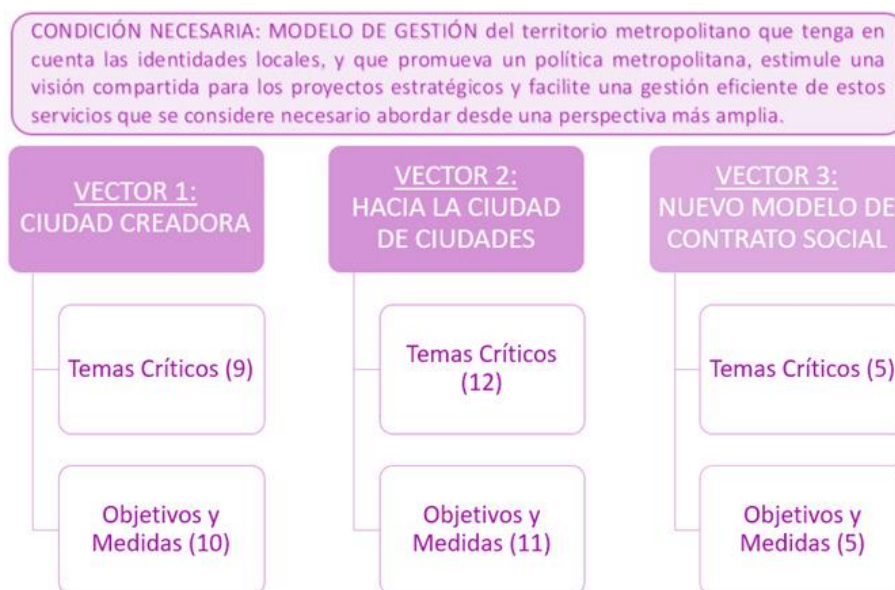 CONDICIÓN NECESARIA: MODELO DE GESTIÓN del territorio metropolitano que tenga en
cuenta las identidades locales, y que promueva un política metropolitana, estimule una
visión compartida para los proyectos estratégicos y facilite una gestión eficiente de estos
servicios que se considere necesario abordar desde una perspectiva más amplia.
VECTOR 1:
CIUDAD CREADORA
VECTOR 2:
HACIA LA CIUDAD
DE CIUDADES
VECTOR 3:
NUEVO MODELO DE
CONTRATO SOCIAL
Temas Críticos (9)
Temas Críticos
(12)
Temas Críticos (5)
Objetivos y
Medidas (10)
Objetivos y
Medidas (11)
Objetivos y
Medidas (5)